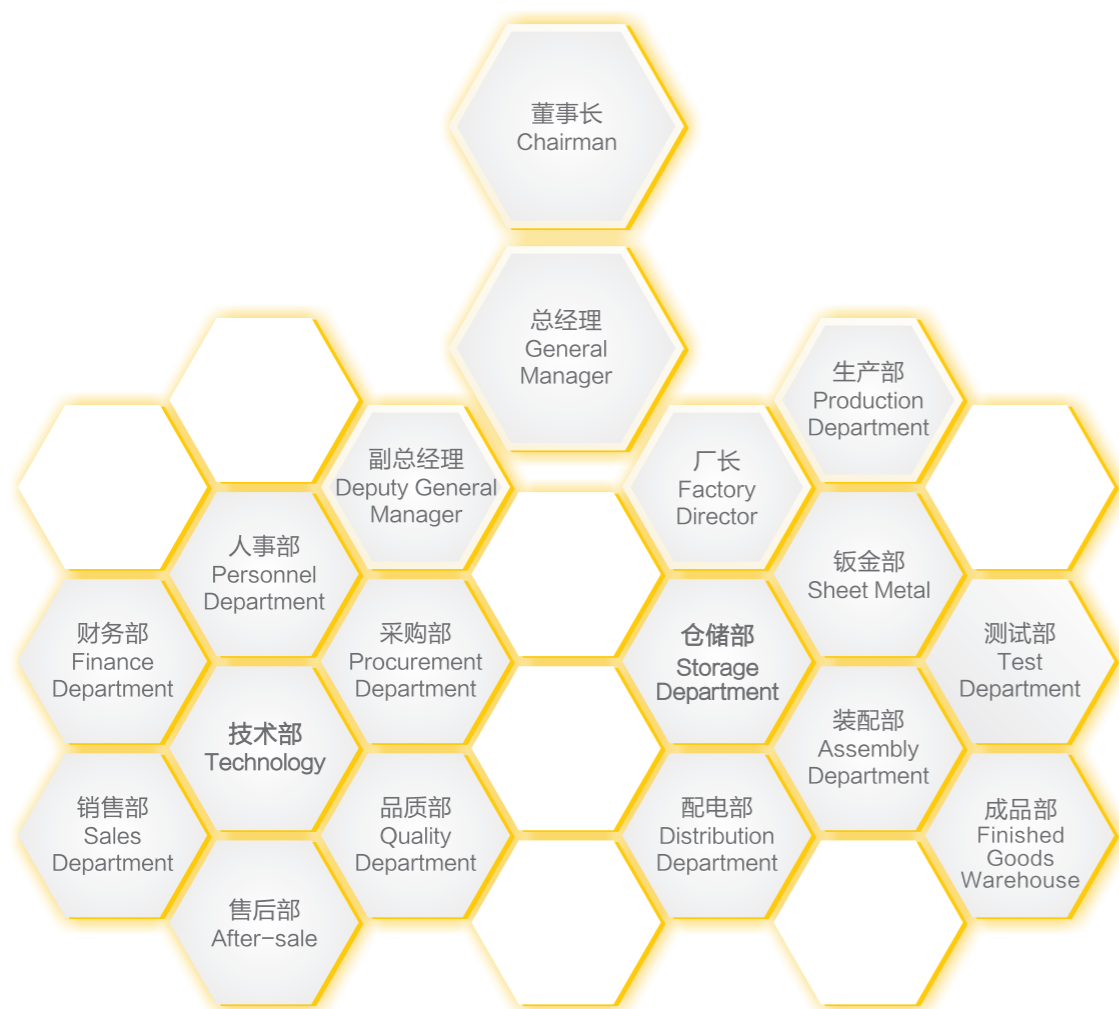 董事长
Chairman
总经理
General
Manager
生产部
Production
Department
副总经理
Deputy General
Manager
厂长
Factory
Director
人事部
Personnel
Department
钣金部
Sheet Metal
财务部
Finance
Department
采购部
Procurement
Department
仓储部
Storage
Department
测试部
Test
Department
技术部
Technology
装配部
Assembly
Department
销售部
Sales
Department
品质部
Quality
Department
配电部
Distribution
Department
成品部
Finished
Goods
Warehouse
售后部
After-sale